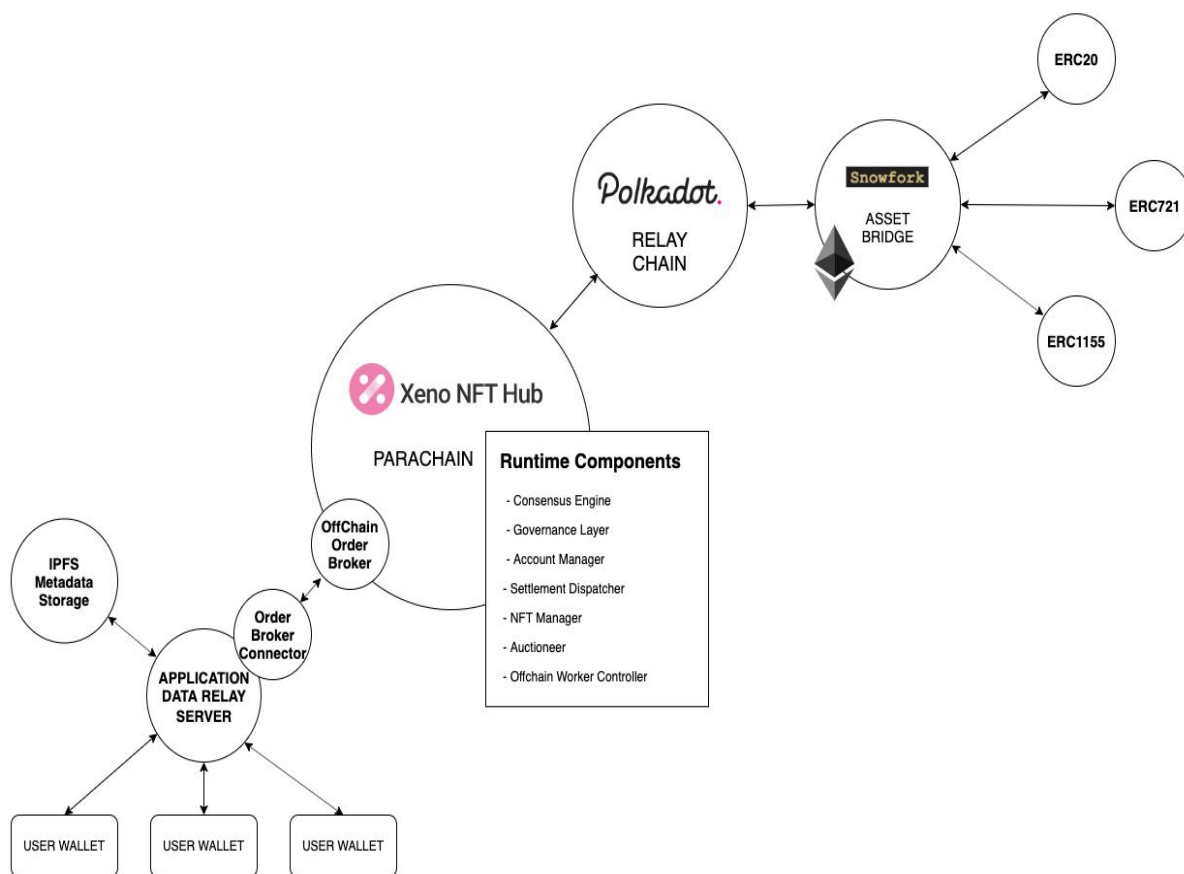 ERC20
Polkadot.
RELAY
CHAIN
Snowfork
ASSET
BRIDGE
ERC721
ERC1155
Xeno NFT Hub
PARACHAIN
Runtime Components
- Consensus Engine
- Governance Layer
- Account Manager
- Settlement Dispatcher
- NFT Manager
- Auctioneer
- Offchain Worker Controller
OffChain
Order
Broker
IPFS
Metadata
Storage
Order
Broker
Connector
APPLICATION
DATA RELAY
SERVER
USER WALLET
USER WALLET
USER WALLET